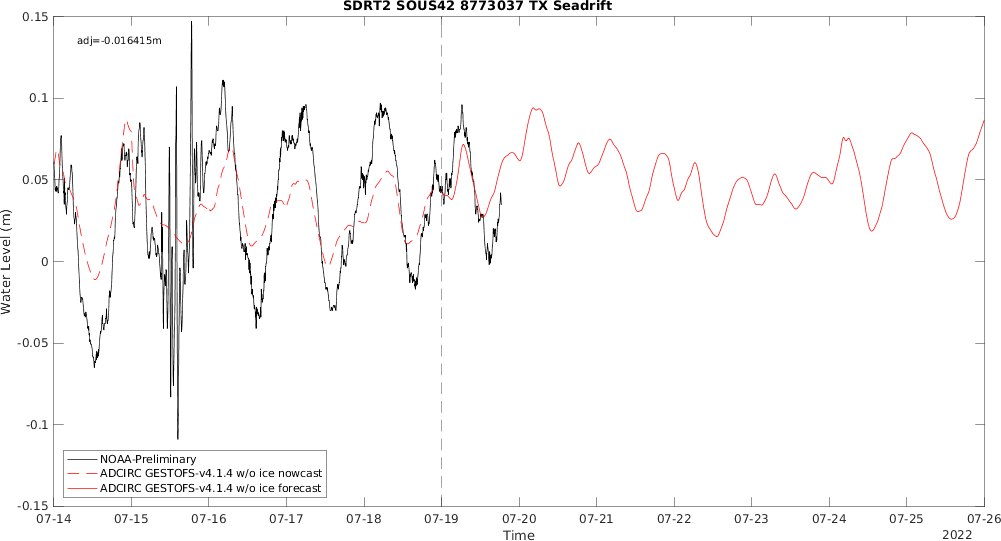 SDRT2 SOUS42 8773037 TX Seadrift
adj=-0.016415m
0.15
0.1
0.05
0
-0.05
-0.1
-0.15
Water Level (m)
NOAA-Preliminary
ADCIRC GESTOFS-v4.1.4 w/o ice nowcast
ADCIRC GESTOFS-v4.1.4 w/o ice forecast
07-14 07-15 07-16 07-17 07-18 07-19 07-20 07-21 07-22 07-23 07-24 07-25 07-26
Time
2022